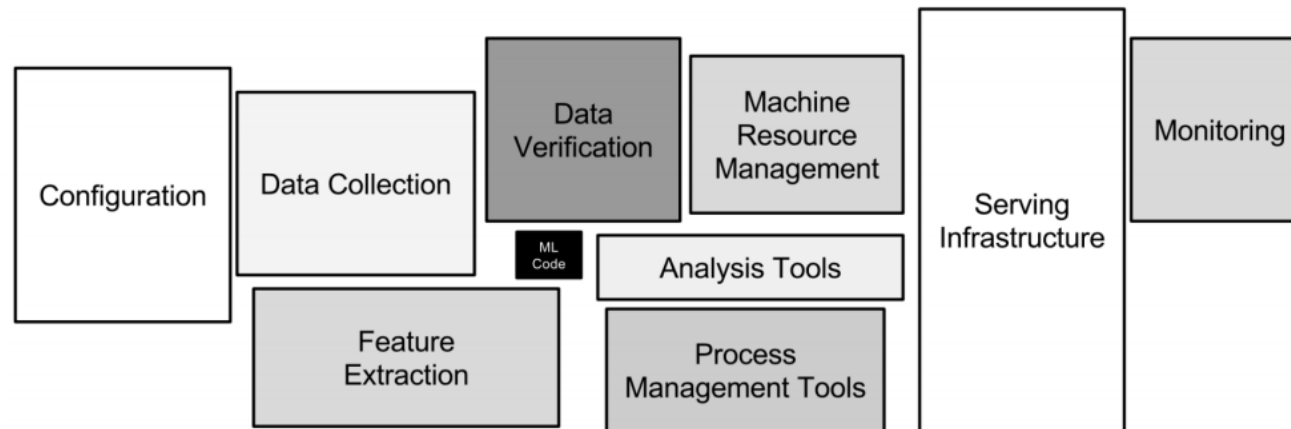 Configuration
Data Collection
Data
Verification
Machine
Resource
Management
Serving
Infrastructure
Monitoring
ML
Code
Analysis Tools
Feature
Extraction
Process
Management Tools